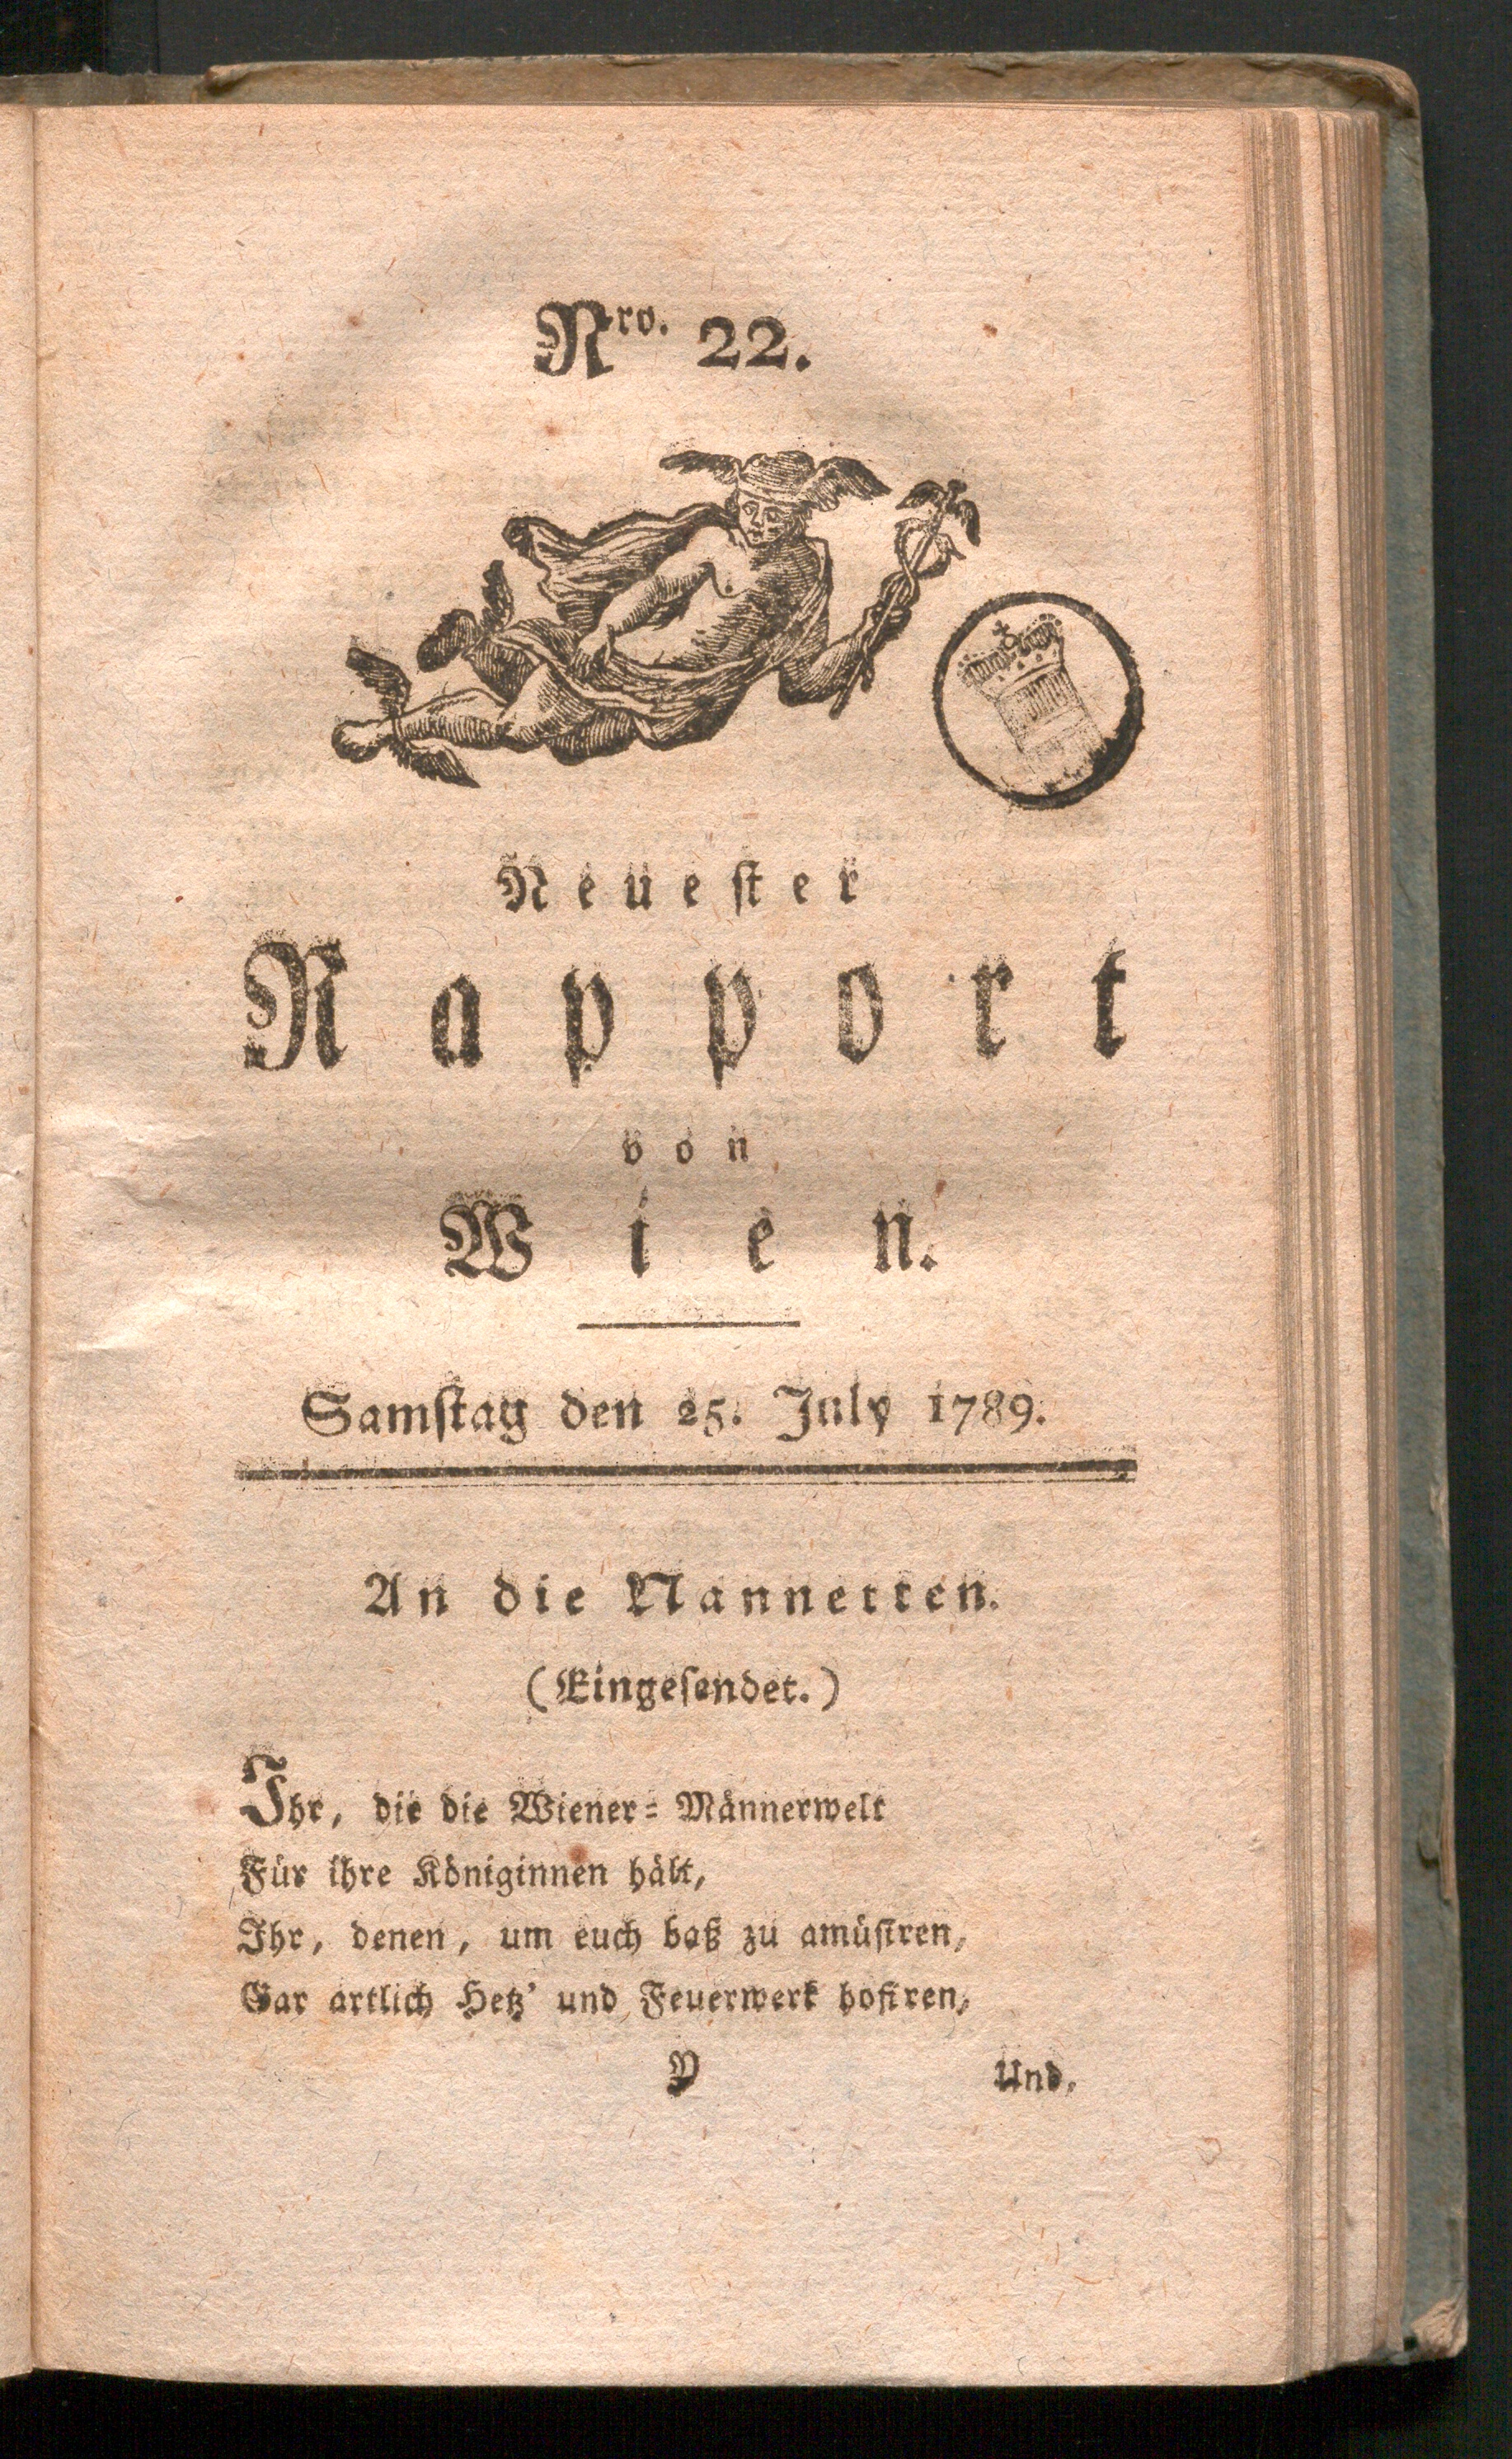 Nro. 22.
Neuester
Rapport
von
Wien.
Samstag den 25. July 1789.
An die Nannetten.
(Eingesendet.)
Ihr, die die Wiener-Männerwelt
Für ihre Königinnen hält,
Ihr, denen, um euch baß zu amüsiren,
Gar artlich Hetz' und Feuerwerk hofiren,
Y Und,